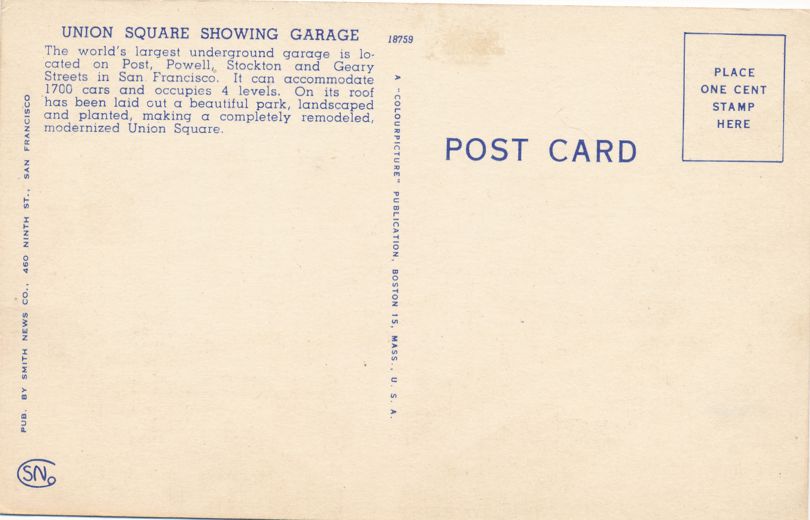 UNION SQUARE SHOWING GARAGE
The world's largest underground garage is lo-
cated on Post, Powell, Stockton and Geary
Streets in San Francisco. It can accommodate
1700 cars and occupies 4 levels. On its roof
has been laid out a beautiful park, landscaped
and planted, making a completely remodeled,
modernized Union Square.
18759
PUB. BY SMITH NEWS CO., 460 NINTH ST., SAN FRANCISCO
A "COLOURPICTURE" PUBLICATION, BOSTON 15, MASS., U. S. A.
POST CARD
PLACE
ONE CENT
STAMP
HERE
SNo